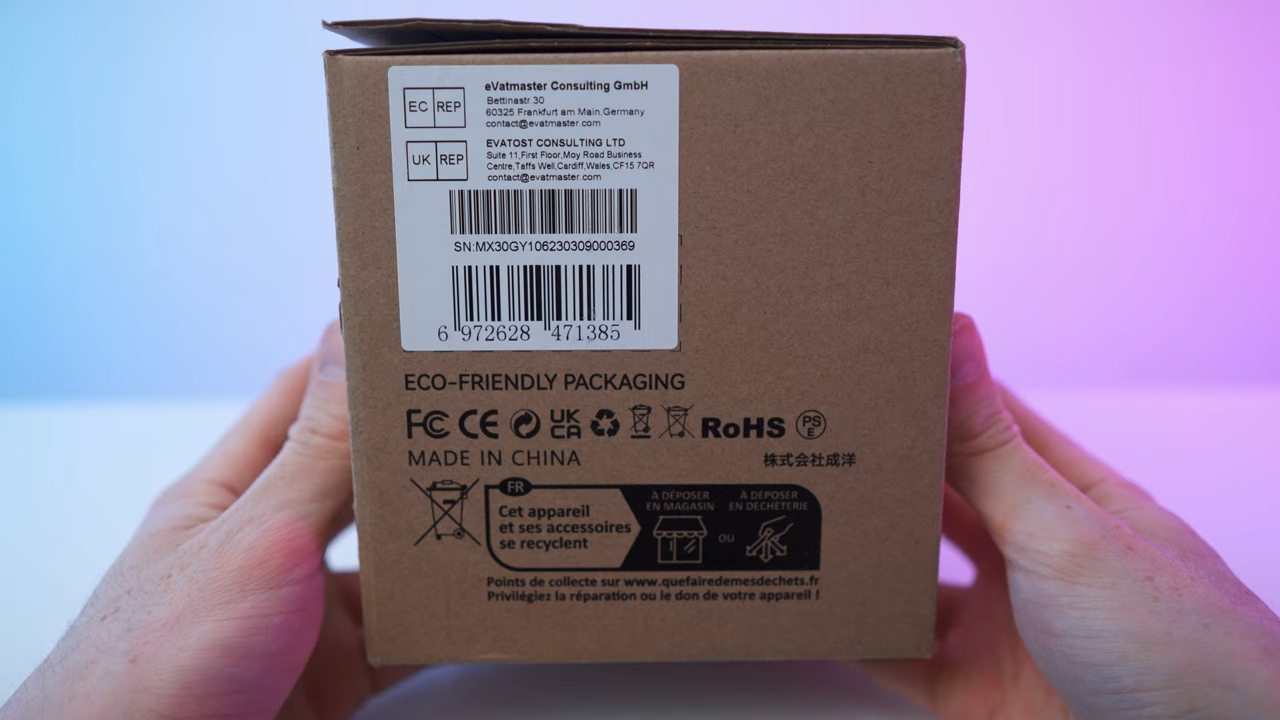 EC REP
eVatmaster Consulting GmbH
Bettinastr.30
60325 Frankfurt am Main,Germany
contact@evatmaster.com
UK REP
EVATOST CONSULTING LTD
Suite 11,First Floor,Moy Road Business
Centre,Taffs Well,Cardiff,Wales,CF15 7QR
contact@evatmaster.com
SN:MX30GY106230309000369
6 972628 471385
ECO-FRIENDLY PACKAGING
FC CE UK CA RoHS PS E
MADE IN CHINA
株式会社成洋
FR
Cet appareil
et ses accessoires
se recyclent
À DÉPOSER
EN MAGASIN
OU
À DÉPOSER
EN DÉCHÈTERIE
Points de collecte sur www.quefairedemesdechets.fr
Privilégiez la réparation ou le don de votre appareil !